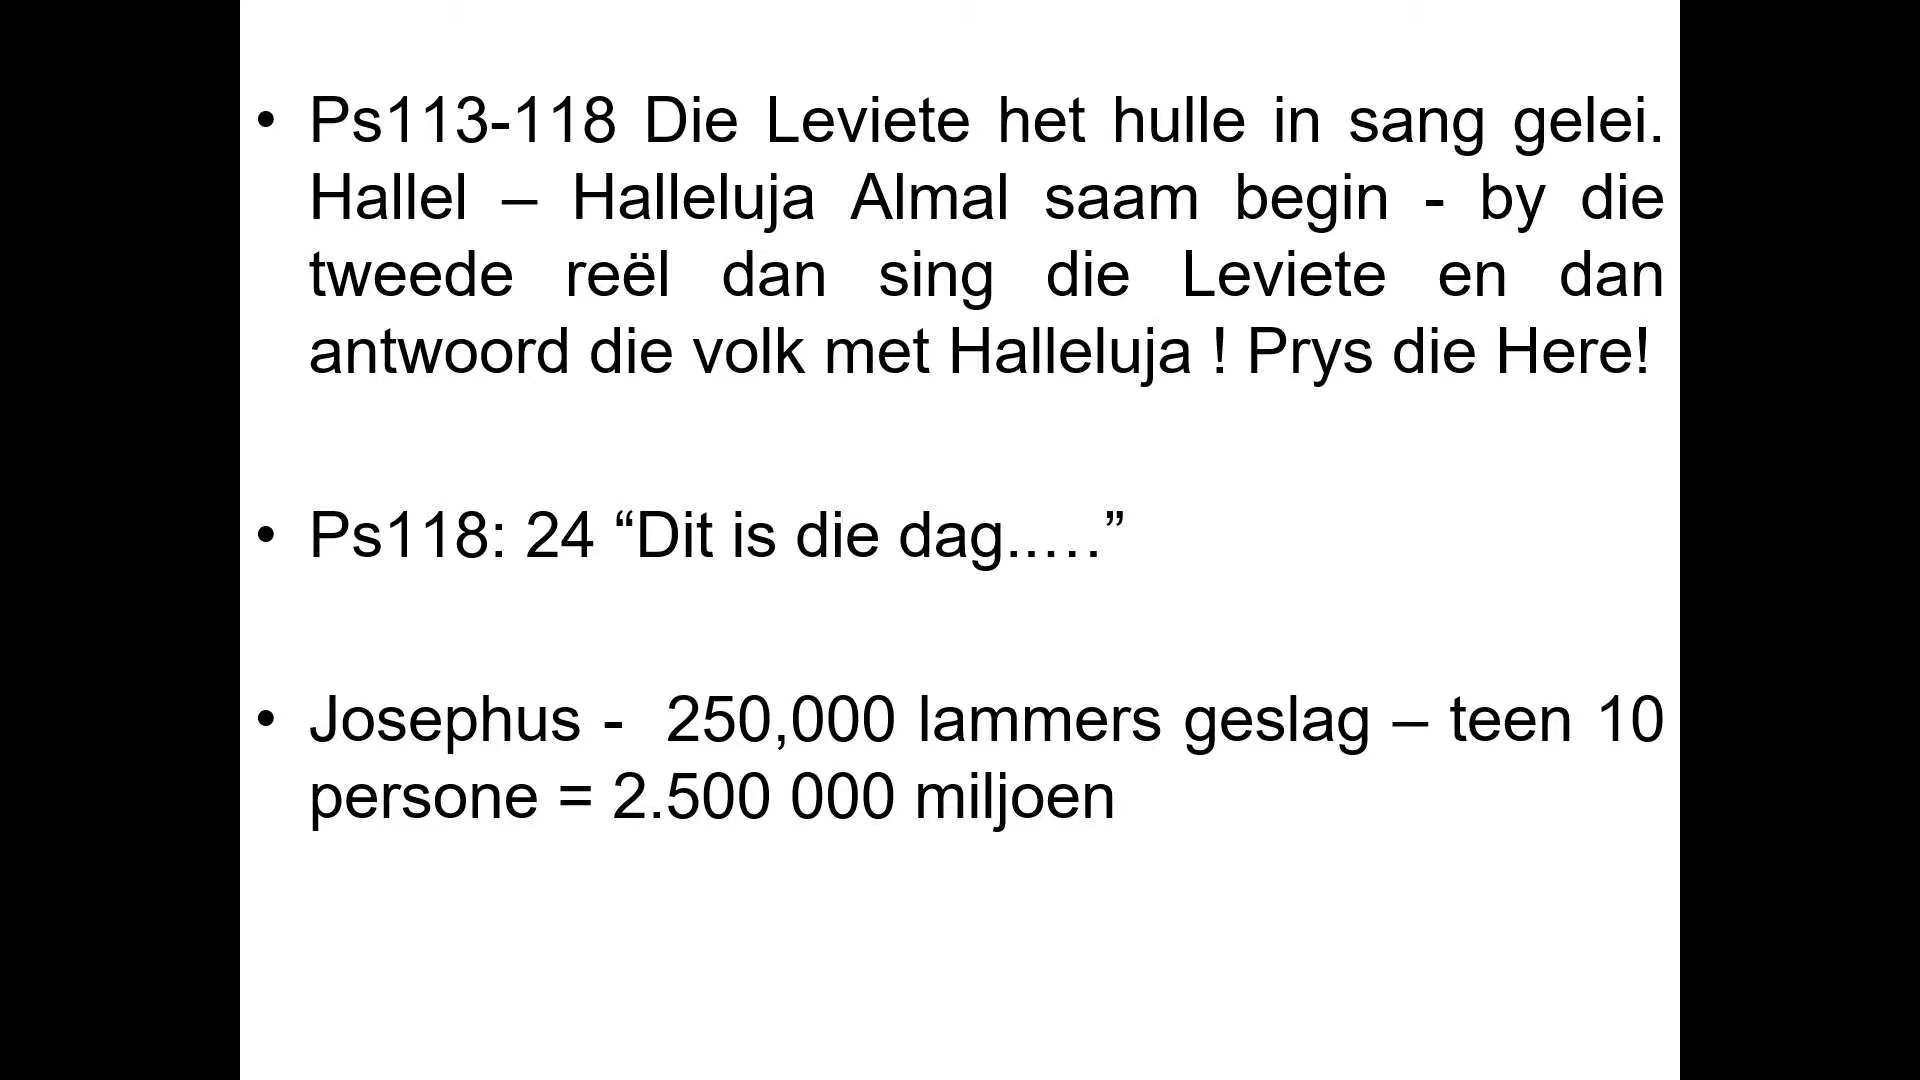 • Ps113-118 Die Leviete het hulle in sang gelei.
Hallel – Halleluja Almal saam begin - by die
tweede reël dan sing die Leviete en dan
antwoord die volk met Halleluja ! Prys die Here!
• Ps118: 24 “Dit is die dag..…”
• Josephus - 250,000 lammers geslag – teen 10
persone = 2.500 000 miljoen